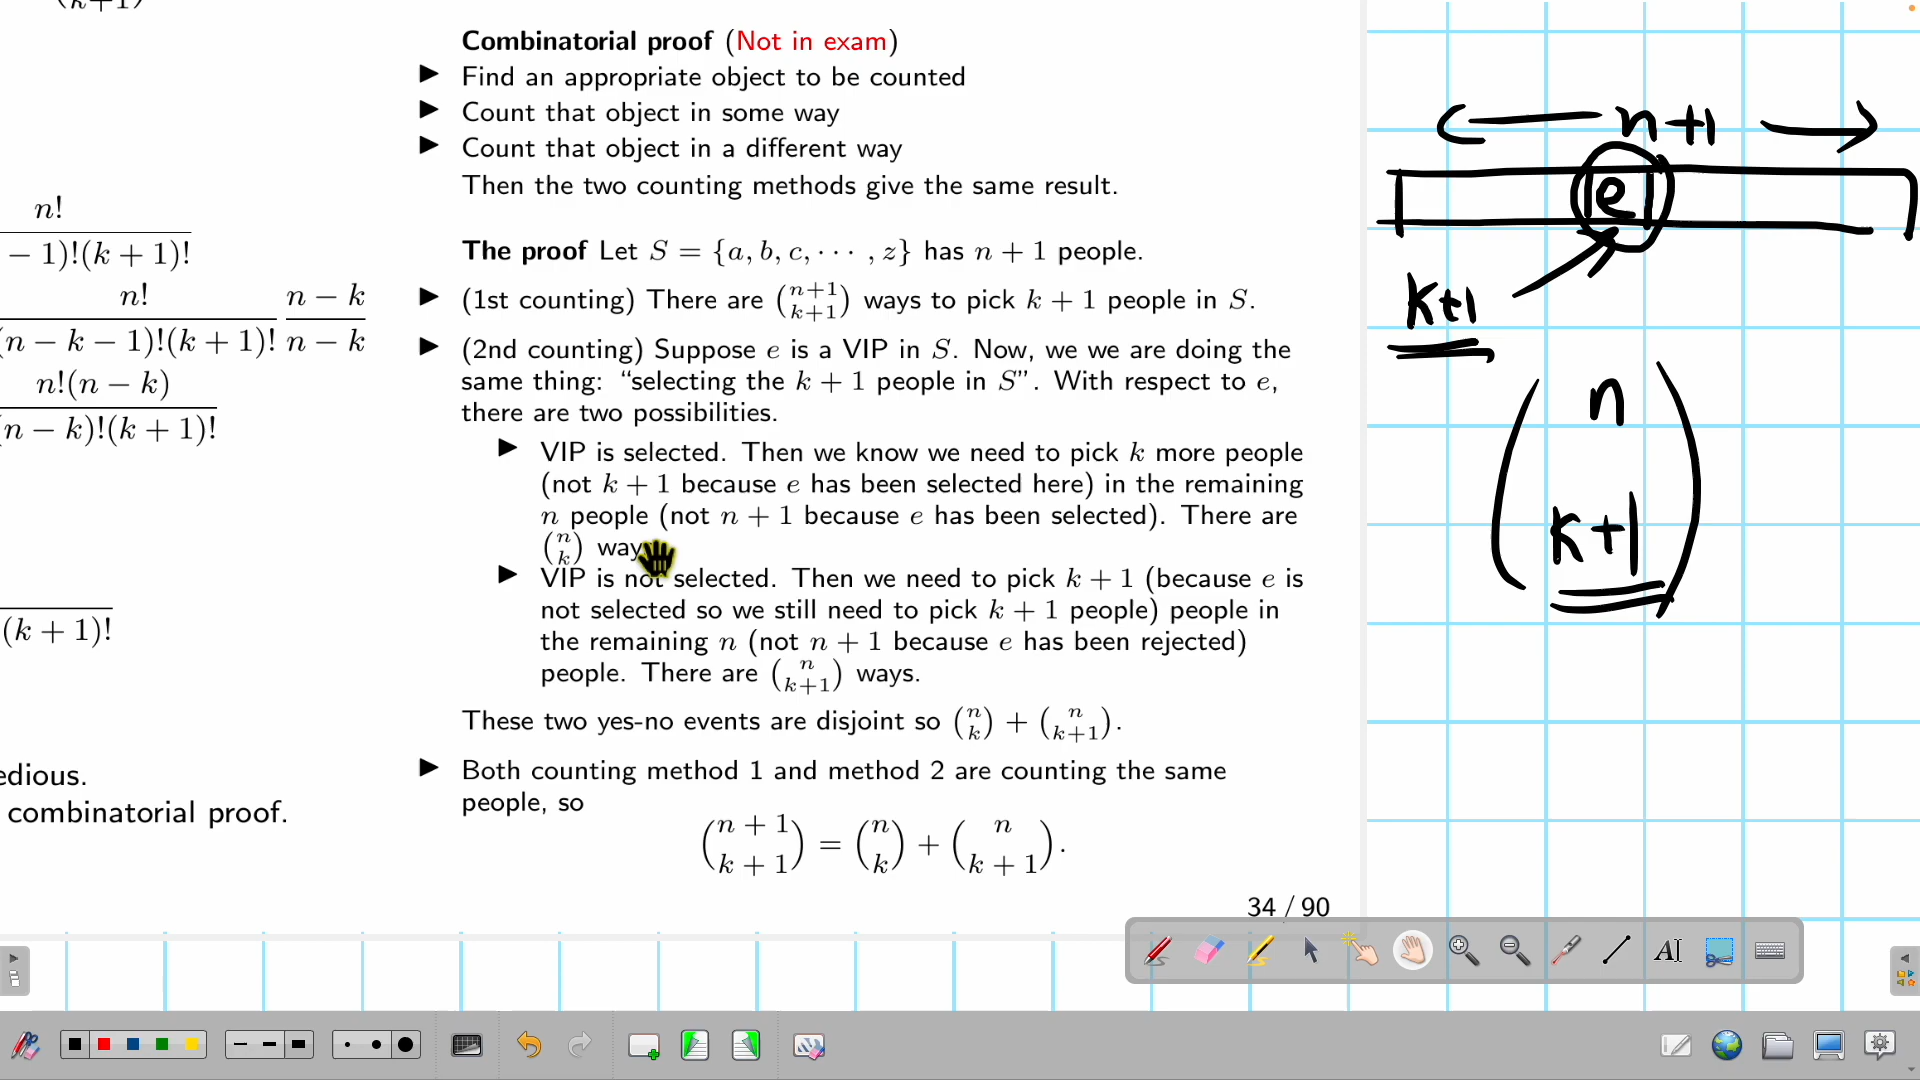 (k+1)
n!
− 1)!(k + 1)!
n! n − k
(n − k − 1)!(k + 1)! n − k
n!(n − k)
(n − k)!(k + 1)!
(k + 1)!
edious.
combinatorial proof.
Combinatorial proof (Not in exam)
▶ Find an appropriate object to be counted
▶ Count that object in some way
▶ Count that object in a different way
Then the two counting methods give the same result.
The proof Let S = {a, b, c, · · · , z} has n + 1 people.
▶ (1st counting) There are (n+1 k+1) ways to pick k + 1 people in S.
▶ (2nd counting) Suppose e is a VIP in S. Now, we we are doing the
same thing: “selecting the k + 1 people in S”. With respect to e,
there are two possibilities.
▶ VIP is selected. Then we know we need to pick k more people
(not k + 1 because e has been selected here) in the remaining
n people (not n + 1 because e has been selected). There are
(n k) way
▶ VIP is not selected. Then we need to pick k + 1 (because e is
not selected so we still need to pick k + 1 people) people in
the remaining n (not n + 1 because e has been rejected)
people. There are (n k+1) ways.
These two yes-no events are disjoint so (n k) + (n k+1).
▶ Both counting method 1 and method 2 are counting the same
people, so
(n + 1 k + 1) = (n k) + (n k + 1).
34 / 90
n+1
e
k+1
(n
k+1)
AI